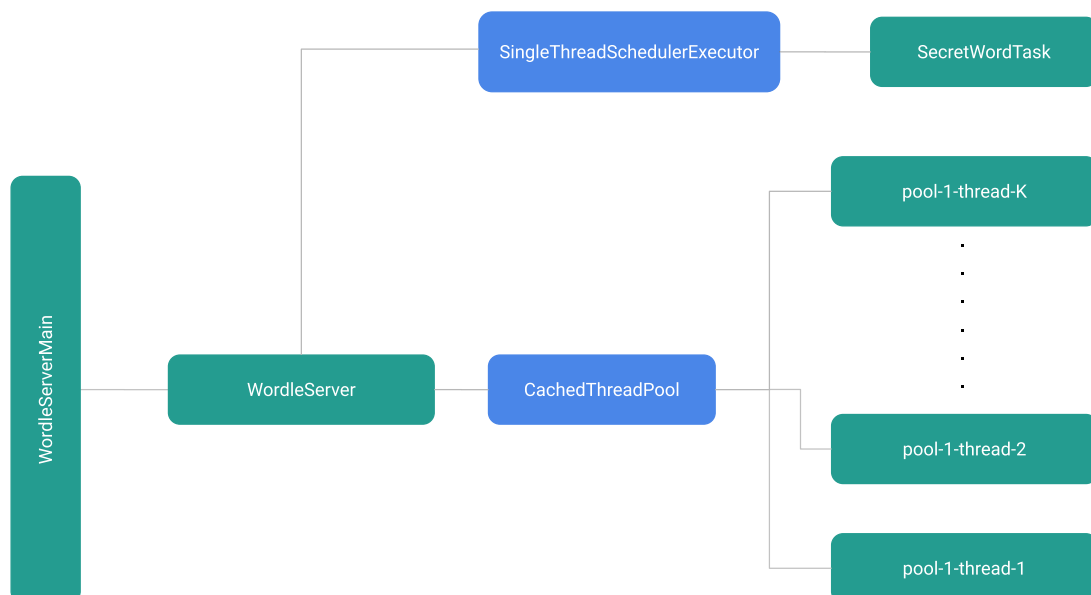 SingleThreadSchedulerExecutor
SecretWordTask
pool-1-thread-K
WordleServerMain
WordleServer
CachedThreadPool
pool-1-thread-2
pool-1-thread-1